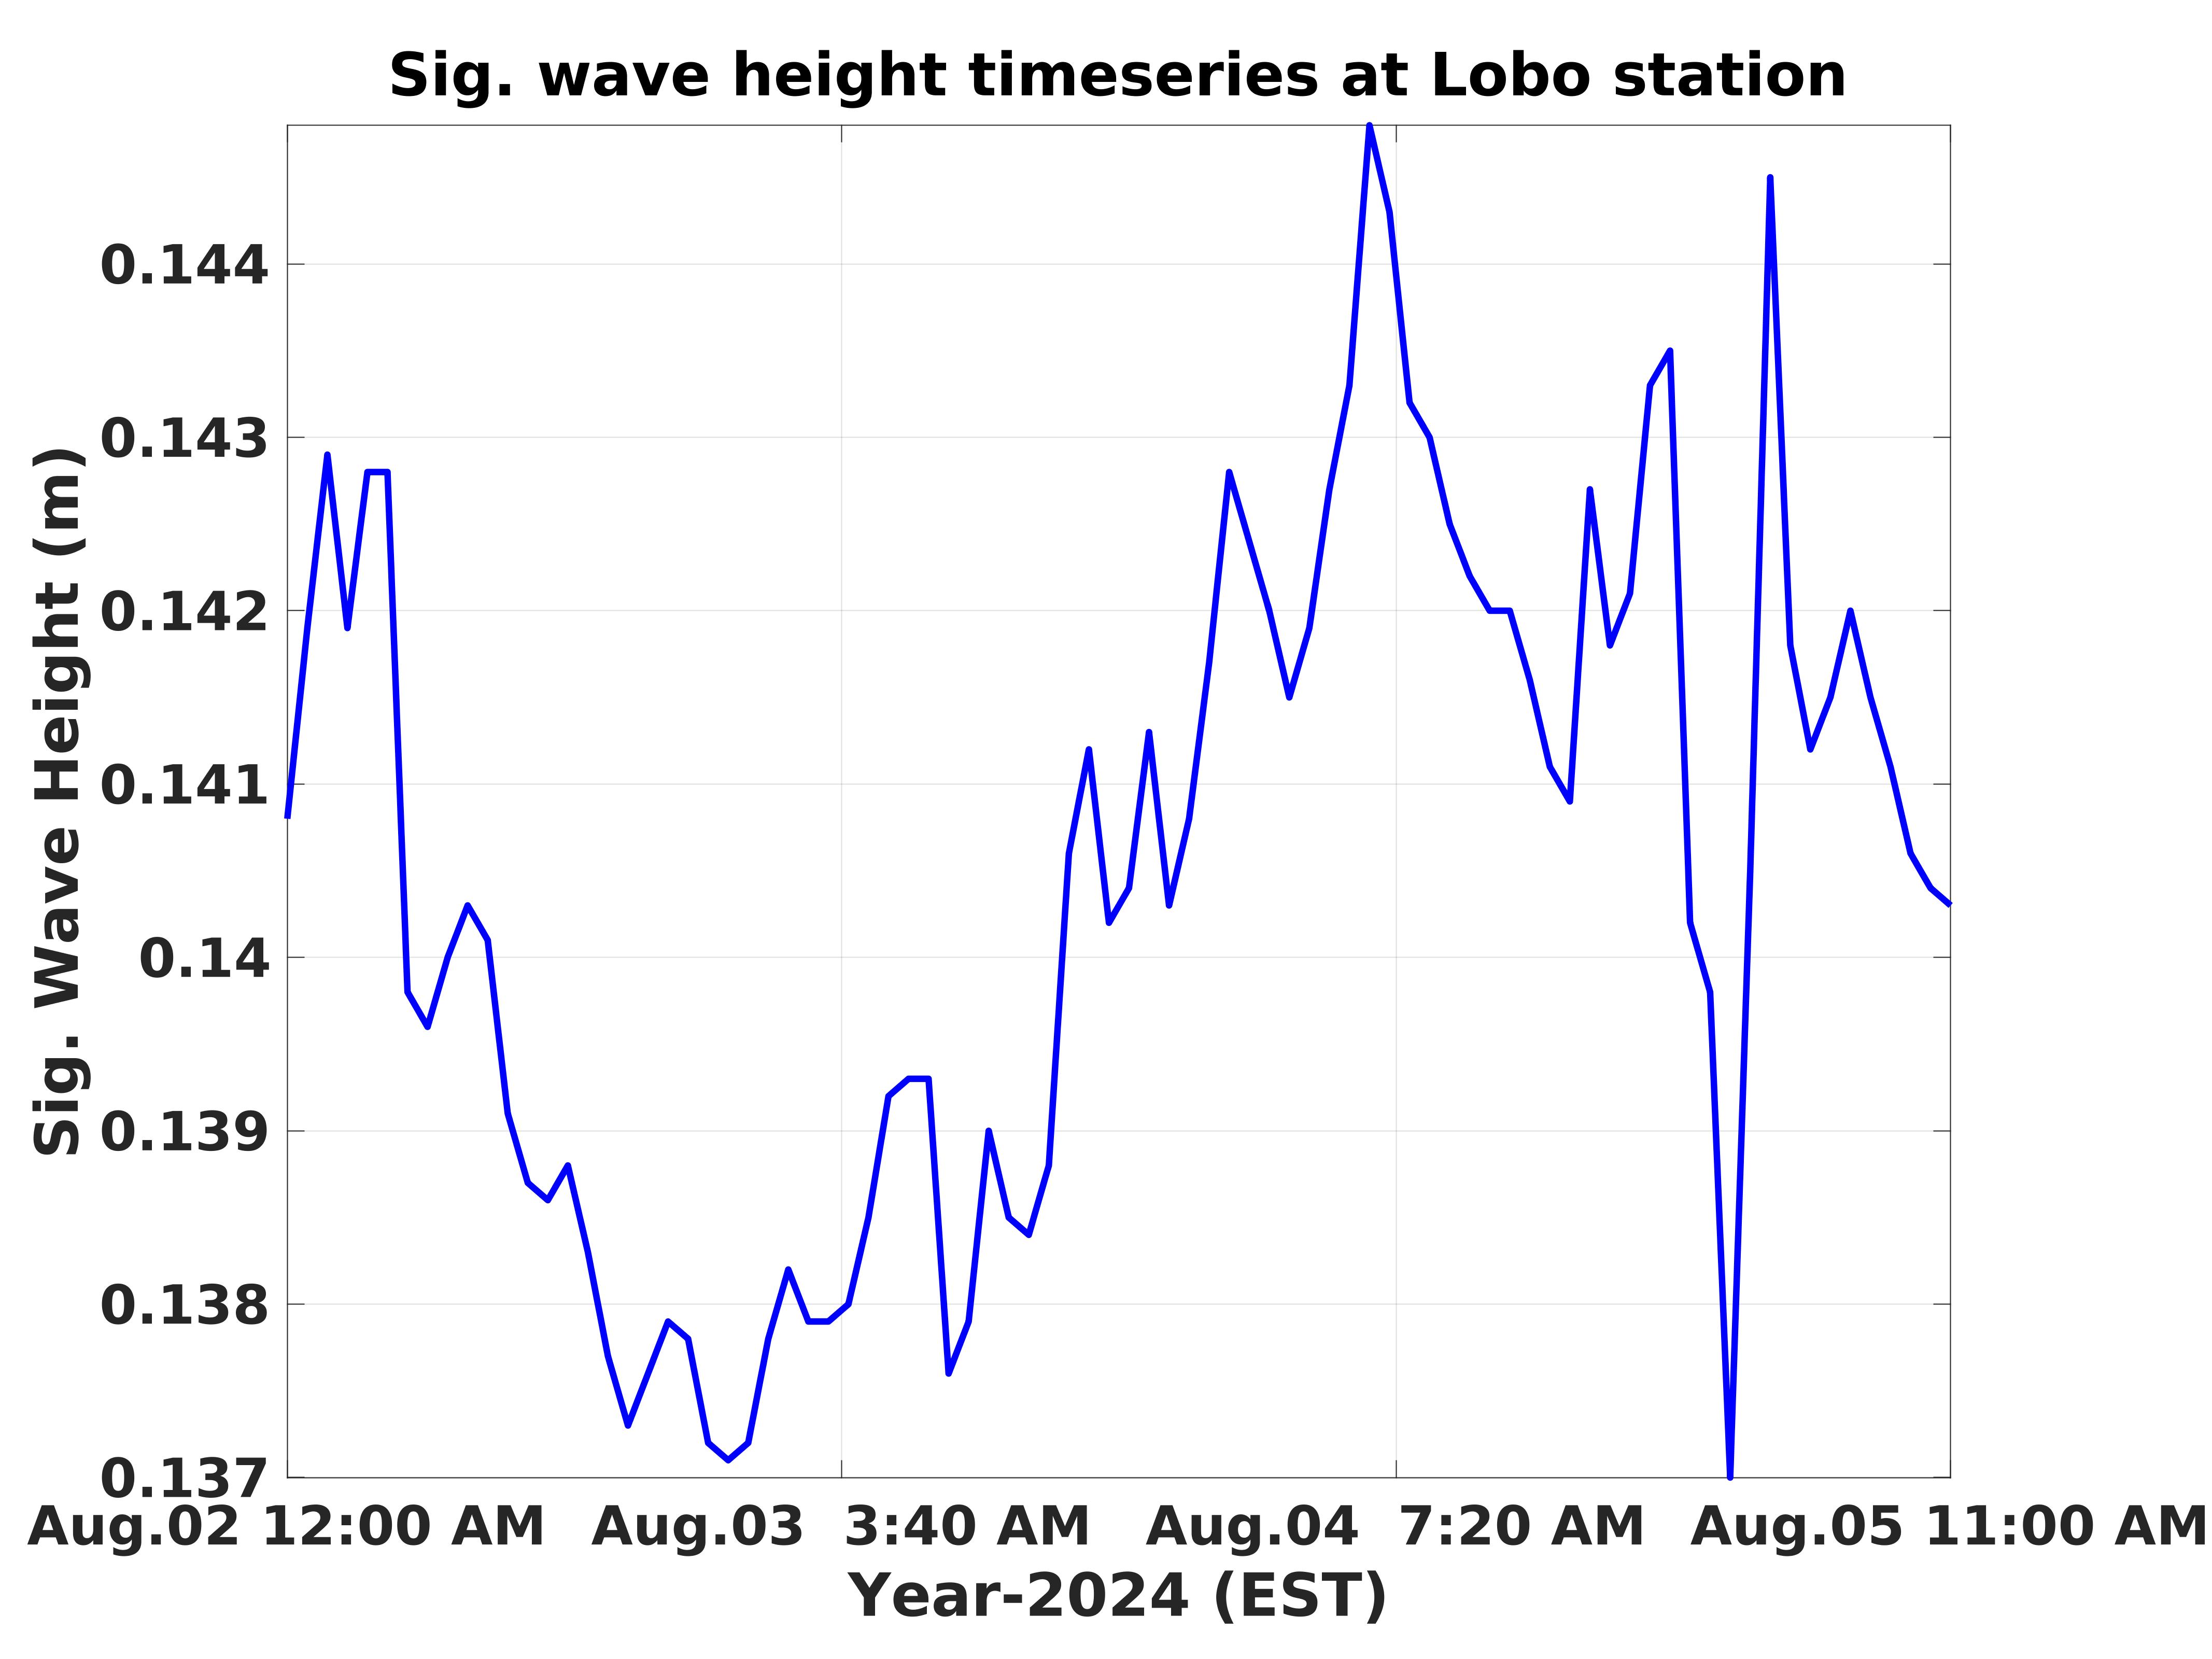 Sig. wave height timeseries at Lobo station
Sig. Wave Height (m)
0.144
0.143
0.142
0.141
0.14
0.139
0.138
0.137
Aug.02 12:00 AM Aug.03 3:40 AM Aug.04 7:20 AM Aug.05 11:00 AM
Year-2024 (EST)